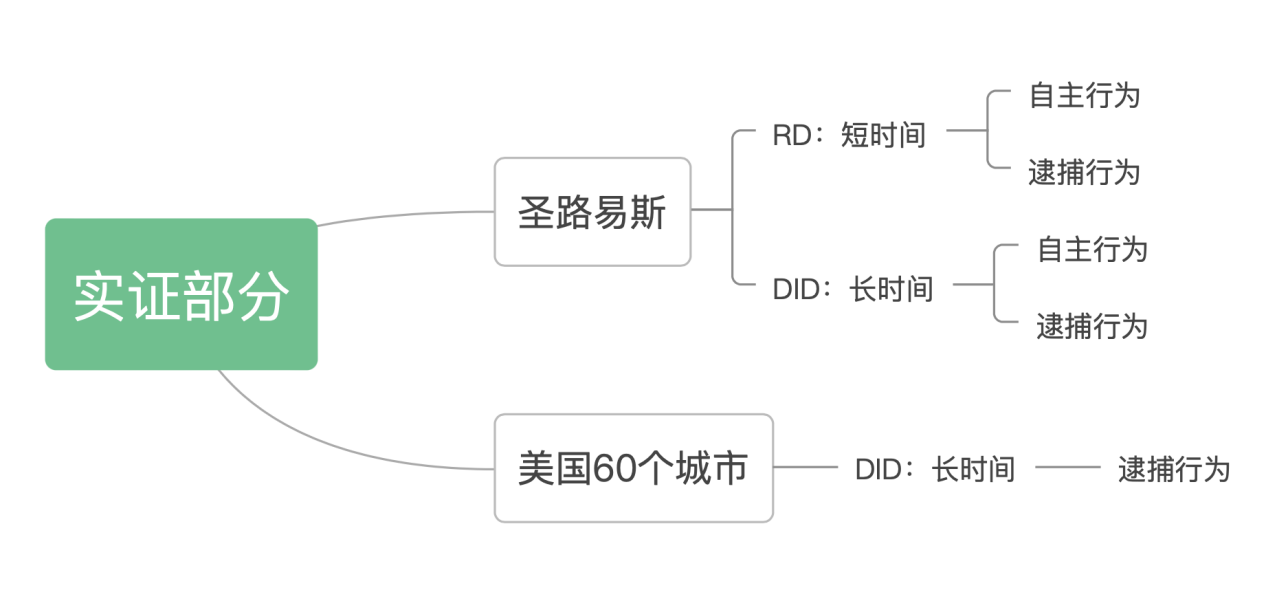 实证部分
圣路易斯
RD：短时间
自主行为
逮捕行为
DID：长时间
自主行为
逮捕行为
美国60个城市
DID：长时间
逮捕行为